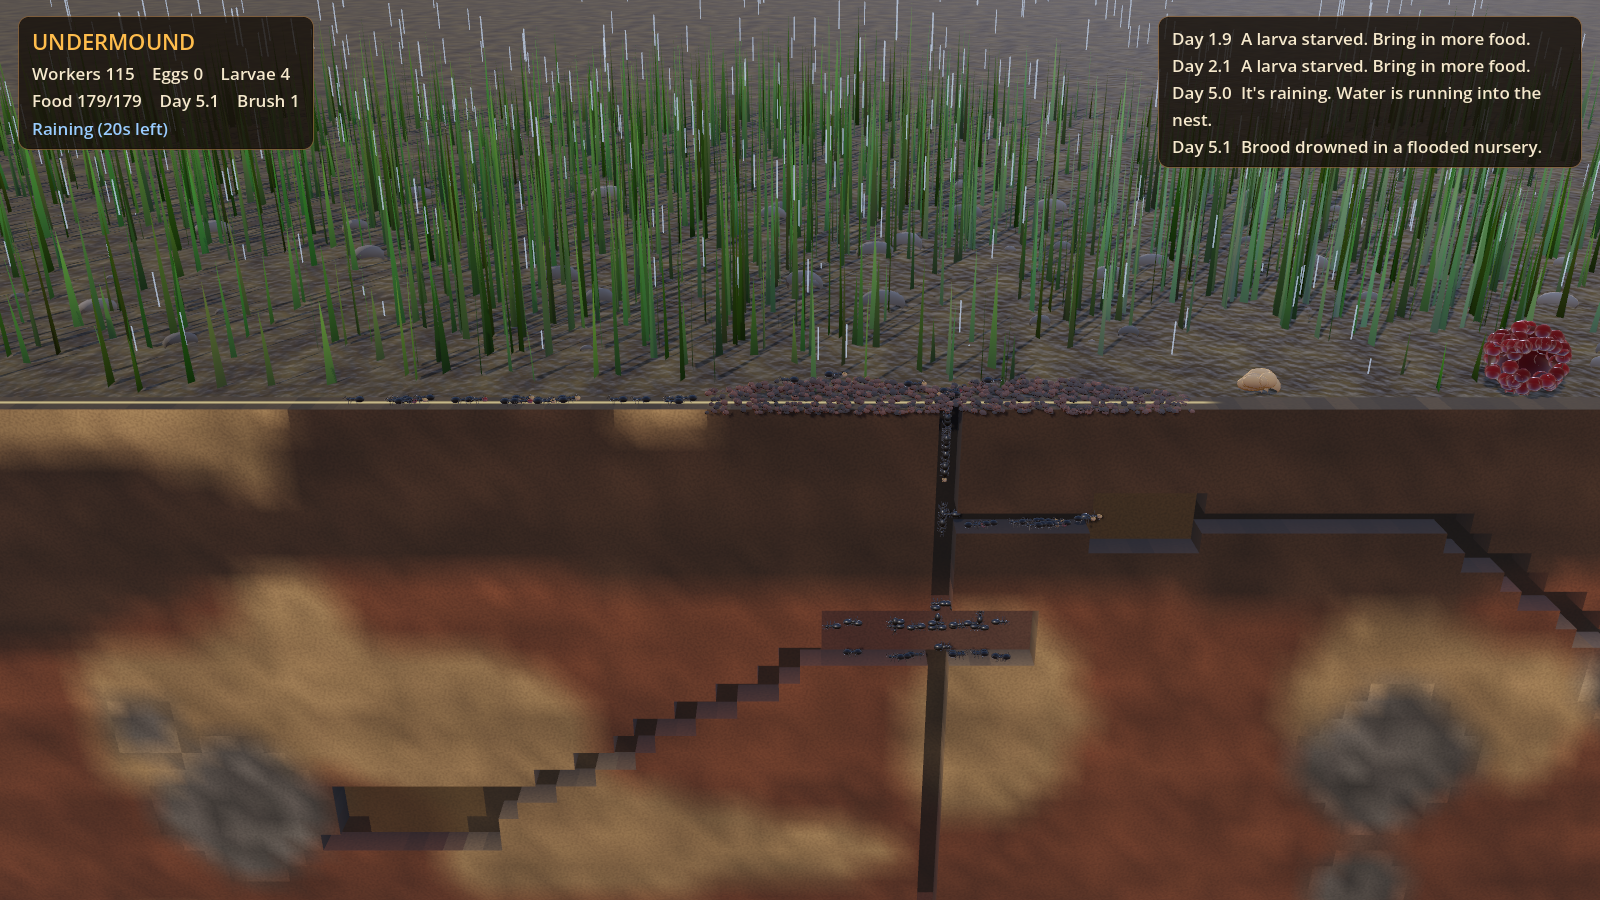 UNDERMOUND
Workers 115 Eggs 0 Larvae 4
Food 179/179 Day 5.1 Brush 1
Raining (20s left)
Day 1.9 A larva starved. Bring in more food.
Day 2.1 A larva starved. Bring in more food.
Day 5.0 It's raining. Water is running into the
nest.
Day 5.1 Brood drowned in a flooded nursery.